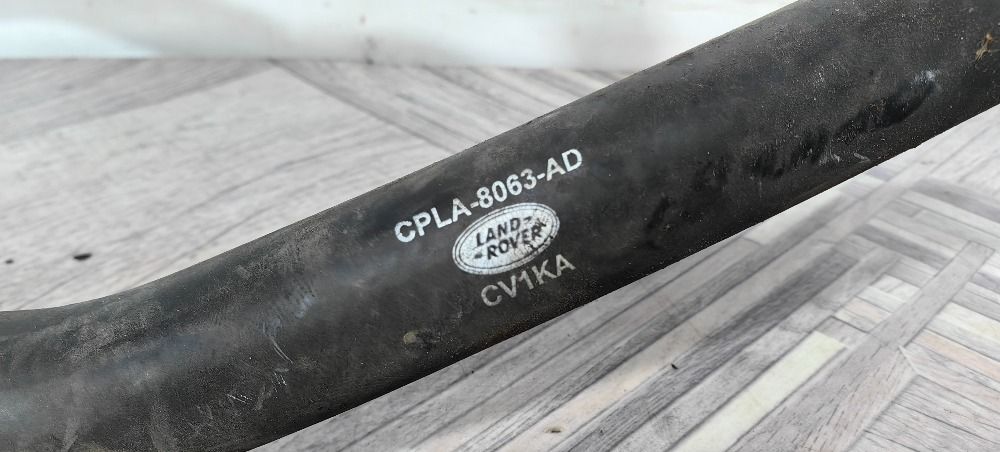 CPLA-8063-AD
LAND-
-ROVER
CV1KA